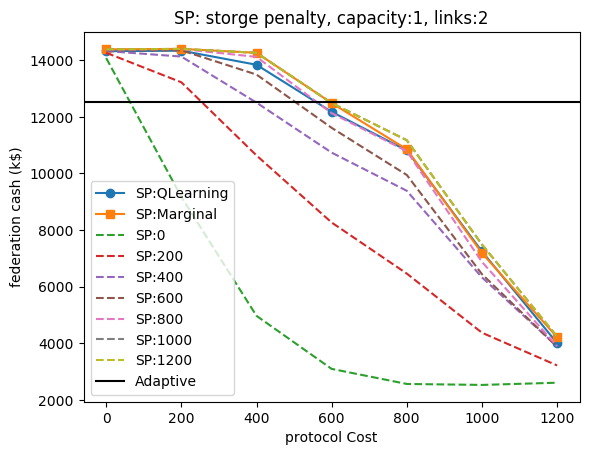 SP: storge penalty, capacity:1, links:2
federation cash (k$)
14000
12000
10000
8000
6000
4000
2000
SP:QLearning
SP:Marginal
SP:0
SP:200
SP:400
SP:600
SP:800
SP:1000
SP:1200
Adaptive
0 200 400 600 800 1000 1200
protocol Cost